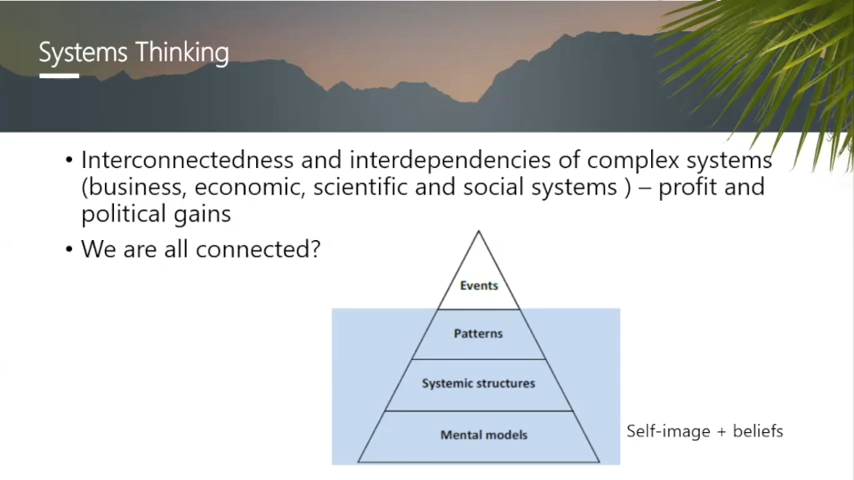 Systems Thinking
• Interconnectedness and interdependencies of complex systems
(business, economic, scientific and social systems ) – profit and
political gains
• We are all connected?
Events
Patterns
Systemic structures
Mental models
Self-image + beliefs